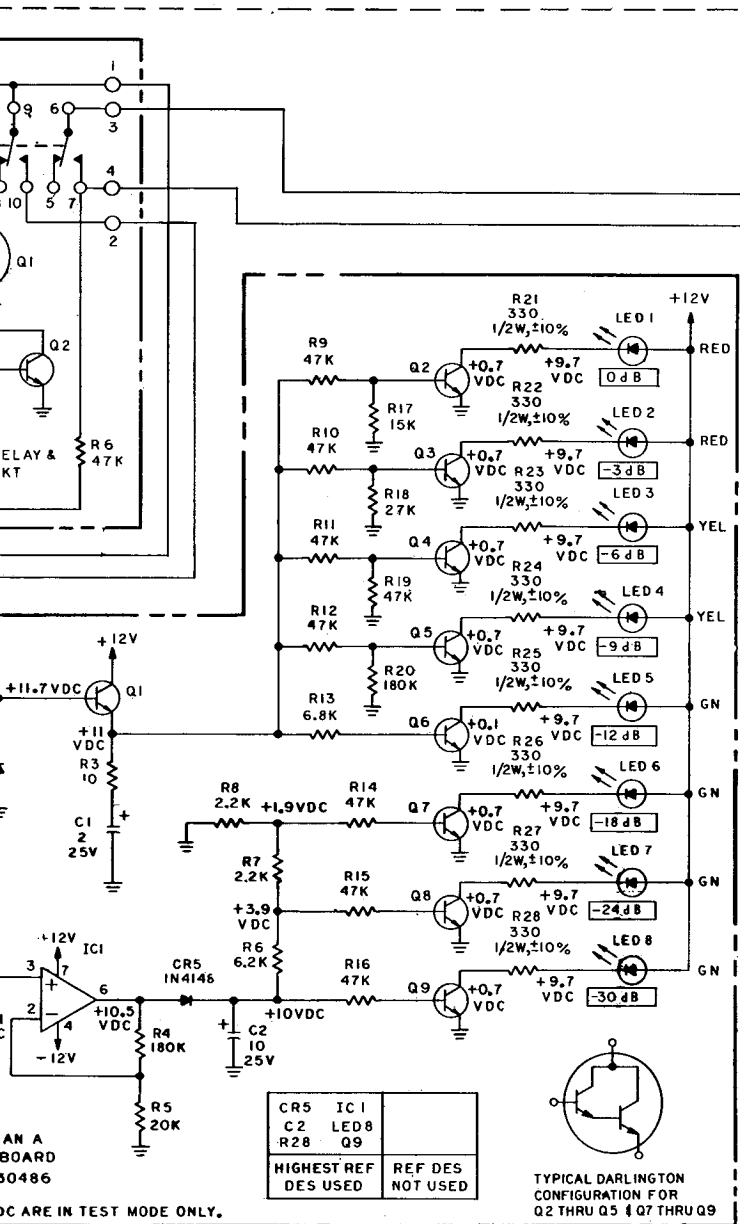 1
9
6
3
4
10
5
7
2
Q1
Q2
R6
47K
ELAY &
KT
R21
330
1/2W,±10%
+12V
LED 1
R9
47K
Q2
+0.7
VDC
+9.7
VDC
0dB
RED
R17
15K
R22
330
1/2W,±10%
LED 2
R10
47K
Q3
+0.7
VDC
+9.7
VDC
-3dB
RED
R18
27K
R23
330
1/2W,±10%
LED 3
R11
47K
Q4
+0.7
VDC
+9.7
VDC
-6dB
YEL
R19
47K
R24
330
1/2W,±10%
LED 4
R12
47K
Q5
+0.7
VDC
+9.7
VDC
-9dB
YEL
R20
180K
R25
330
1/2W,±10%
LED 5
+12V
+11.7VDC
Q1
R13
6.8K
Q6
+0.1
VDC
+9.7
VDC
-12dB
GN
+11
VDC
R3
10
C1
2
25V
+
R26
330
1/2W,±10%
LED 6
R8
2.2K
+1.9VDC
R14
47K
Q7
+0.7
VDC
+9.7
VDC
-18dB
GN
R27
330
1/2W,±10%
LED 7
R7
2.2K
R15
47K
Q8
+0.7
VDC
+9.7
VDC
-24dB
GN
+3.9
VDC
R28
330
1/2W,±10%
LED 8
+12V
IC1
R6
6.2K
R16
47K
Q9
+0.7
VDC
+9.7
VDC
-30dB
GN
3
7
+
6
2
-
4
-12V
+10.5
VDC
CR5
1N4148
+10VDC
R4
180K
+
C2
10
25V
R5
20K
CR5 IC1
C2 LED8
R28 Q9
HIGHEST REF
DES USED
REF DES
NOT USED
AN A
BOARD
30486
DC ARE IN TEST MODE ONLY.
TYPICAL DARLINGTON
CONFIGURATION FOR
Q2 THRU Q5 & Q7 THRU Q9